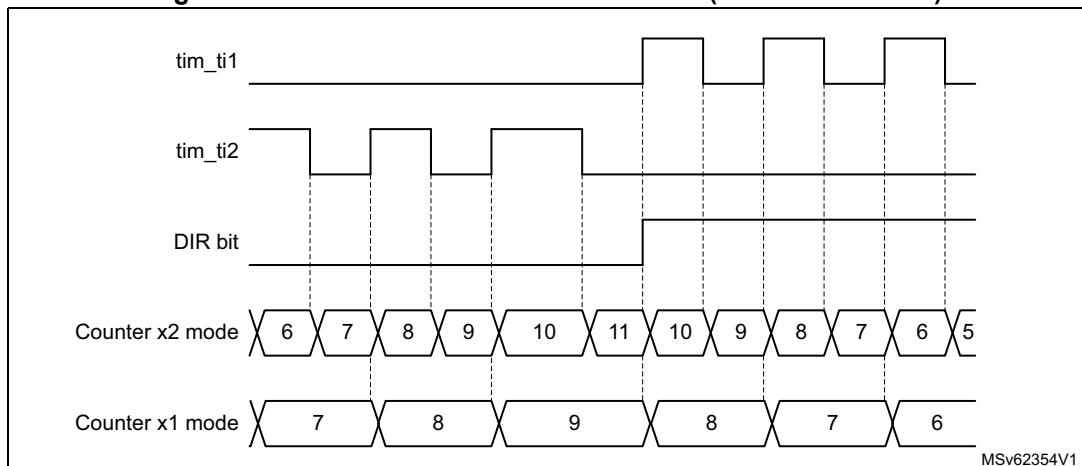 tim_ti1
tim_ti2
DIR bit
Counter x2 mode 6 7 8 9 10 11 10 9 8 7 6 5
Counter x1 mode 7 8 9 8 7 6
MSv62354V1